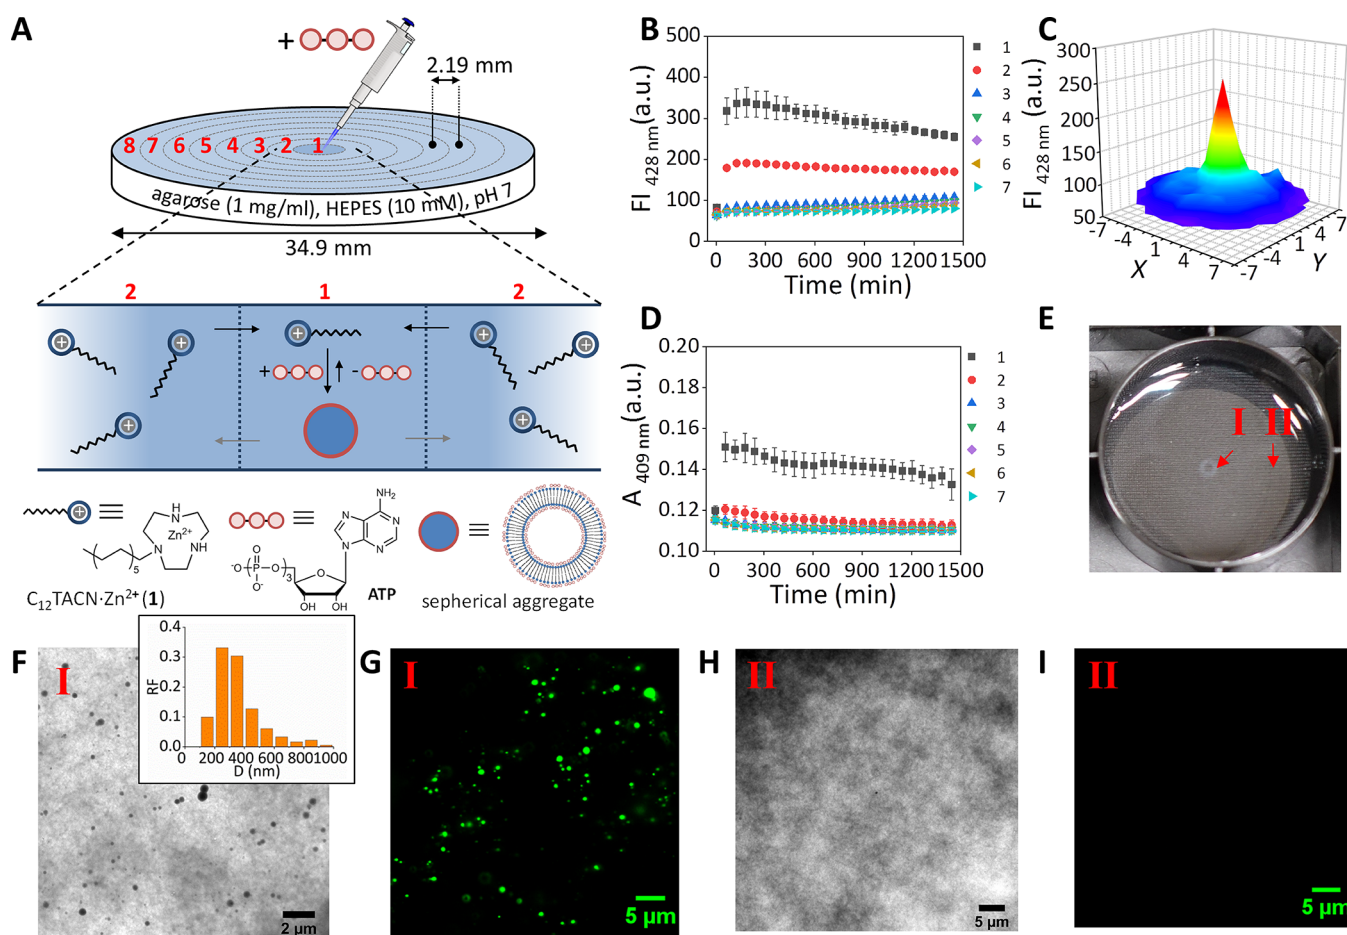 A
+
2.19 mm
8 7 6 5 4 3 2 1
agarose (1 mg/ml), HEPES (10 mM), pH 7
34.9 mm
2 1 2
+ -
NH₂
H
N
Zn²⁺
NH
N
( )₅
N N
N N
⁻O P O
O
O⁻
3
O
OH OH
ATP
C₁₂TACN·Zn²⁺ (1)
sepherical aggregate
B
FI 428 nm (a.u.)
500
400
300
200
100
0
0 300 600 900 1200 1500
Time (min)
1
2
3
4
5
6
7
C
FI 428 nm (a.u.)
300
250
200
150
100
50
-7 -4 1 4 7
X
-7 -4 1 4 7
Y
D
A 409 nm (a.u.)
0.20
0.18
0.16
0.14
0.12
0.10
0 300 600 900 1200 1500
Time (min)
1
2
3
4
5
6
7
E
I II
F
I
RF
0.4
0.3
0.2
0.1
0.0
0 200 400 600 800 1000
D (nm)
2 µm
G
I
5 µm
H
II
5 µm
I
II
5 µm